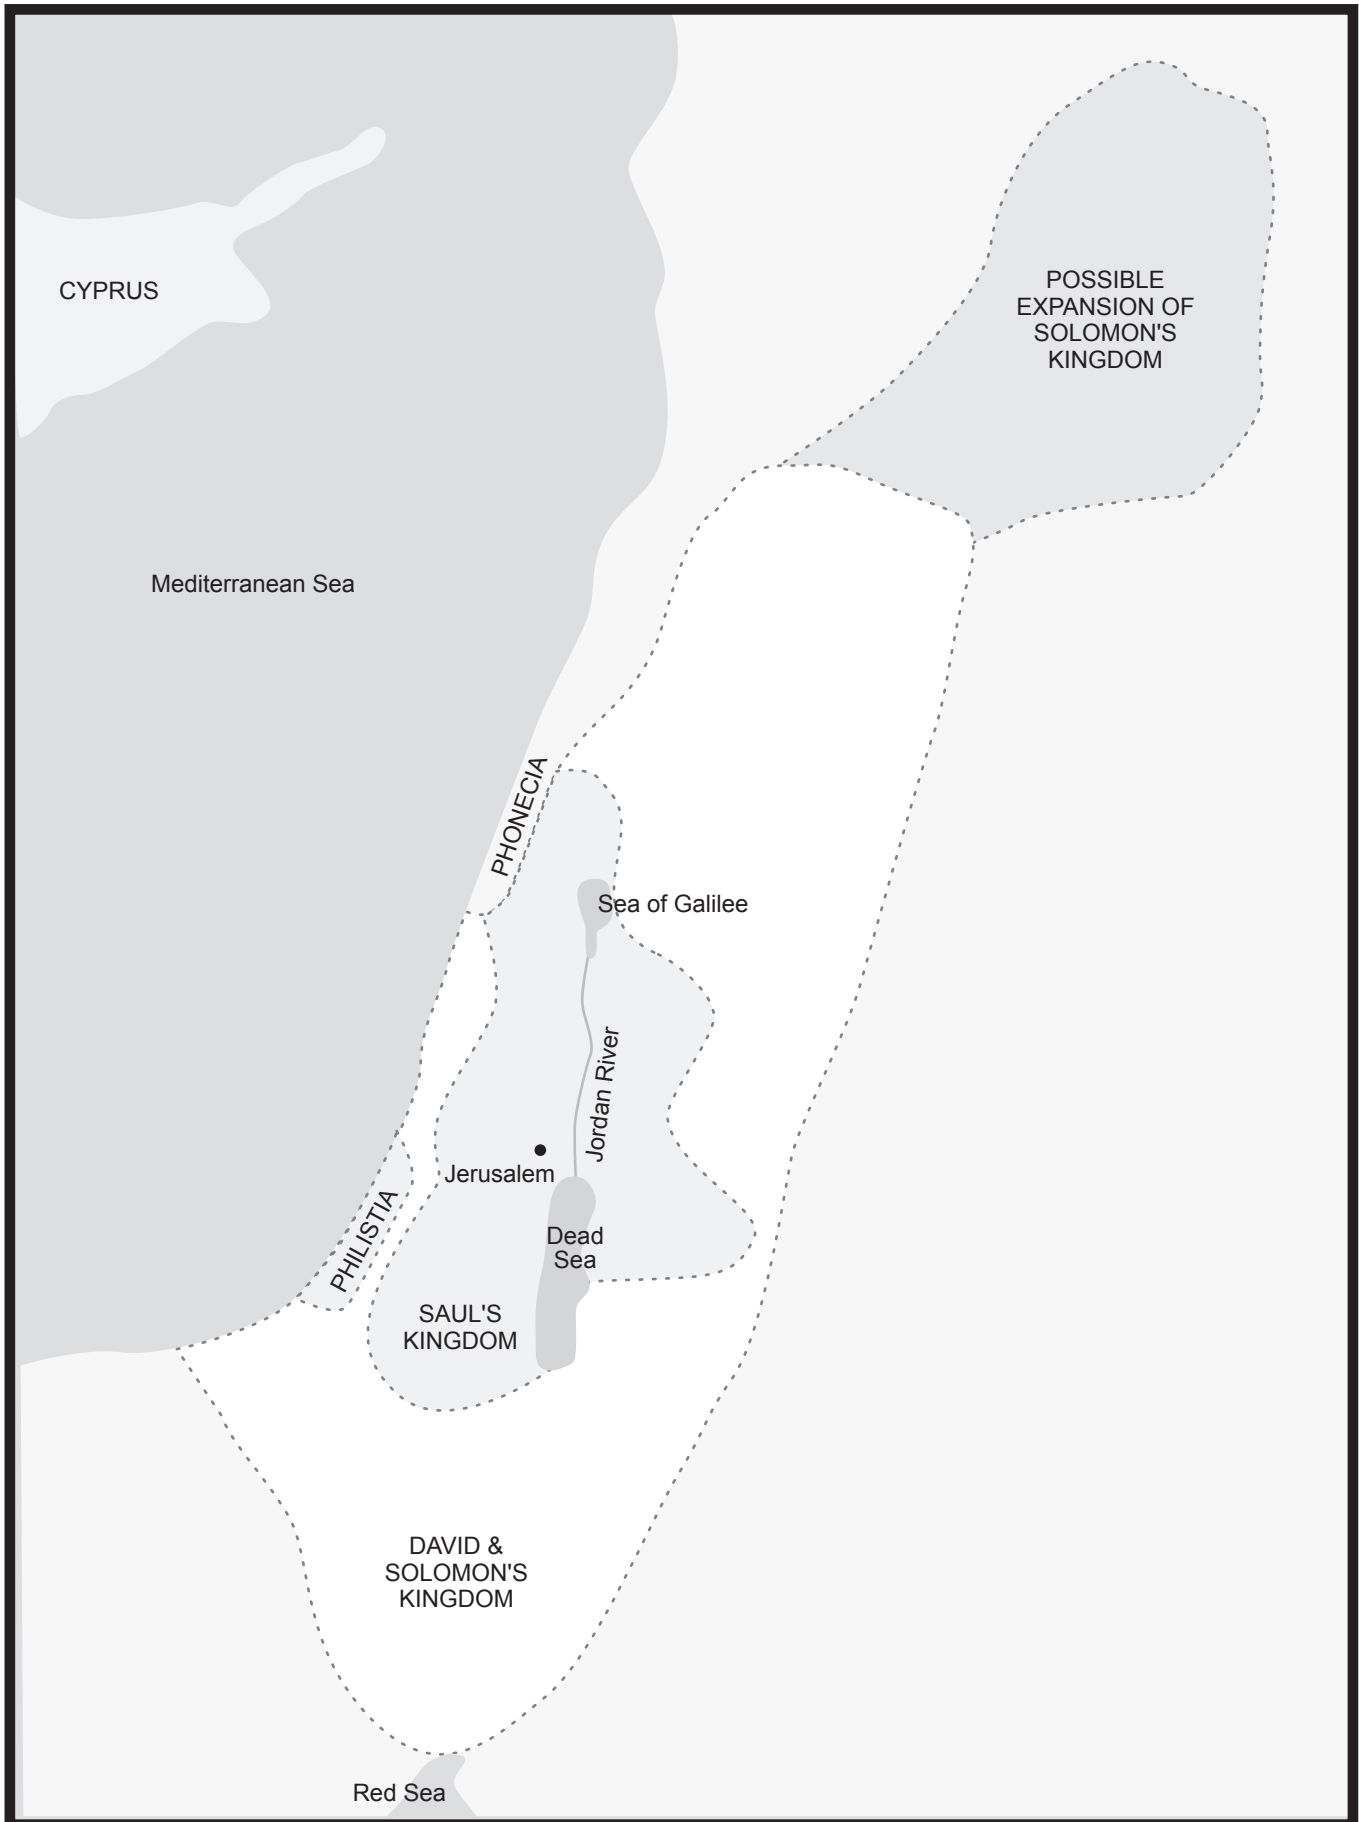 POSSIBLE
EXPANSION OF
SOLOMON'S
KINGDOM
CYPRUS
Mediterranean Sea
PHONECIA
Sea of Galilee
Jordan River
Jerusalem
PHILISTIA
Dead
Sea
SAUL'S
KINGDOM
DAVID &
SOLOMON'S
KINGDOM
Red Sea